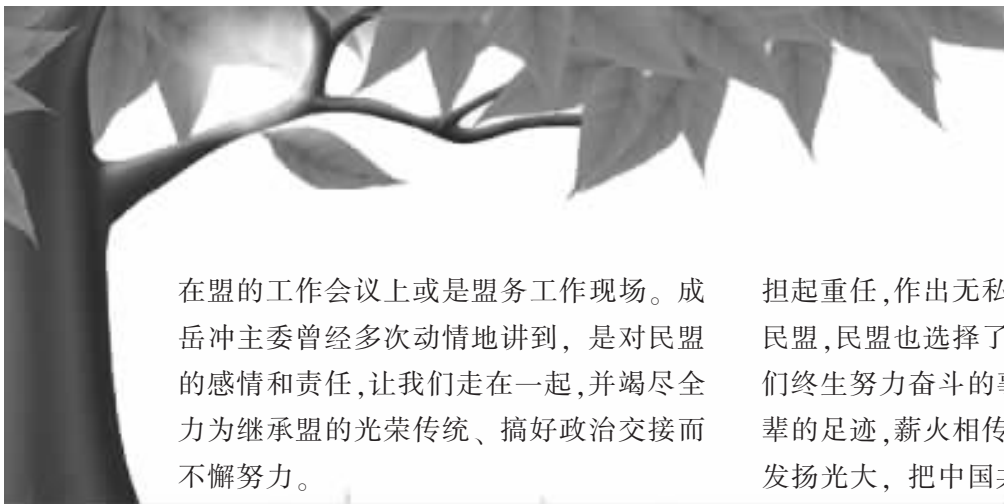 在盟的工作会议上或是盟务工作现场。成
岳冲主委曾经多次动情地讲到，是对民盟
的感情和责任,让我们走在一起,并竭尽全
力为继承盟的光荣传统、搞好政治交接而
不懈努力。
担起重任,作出无私
民盟,民盟也选择了
们终生努力奋斗的
辈的足迹,薪火相传
发扬光大，把中国